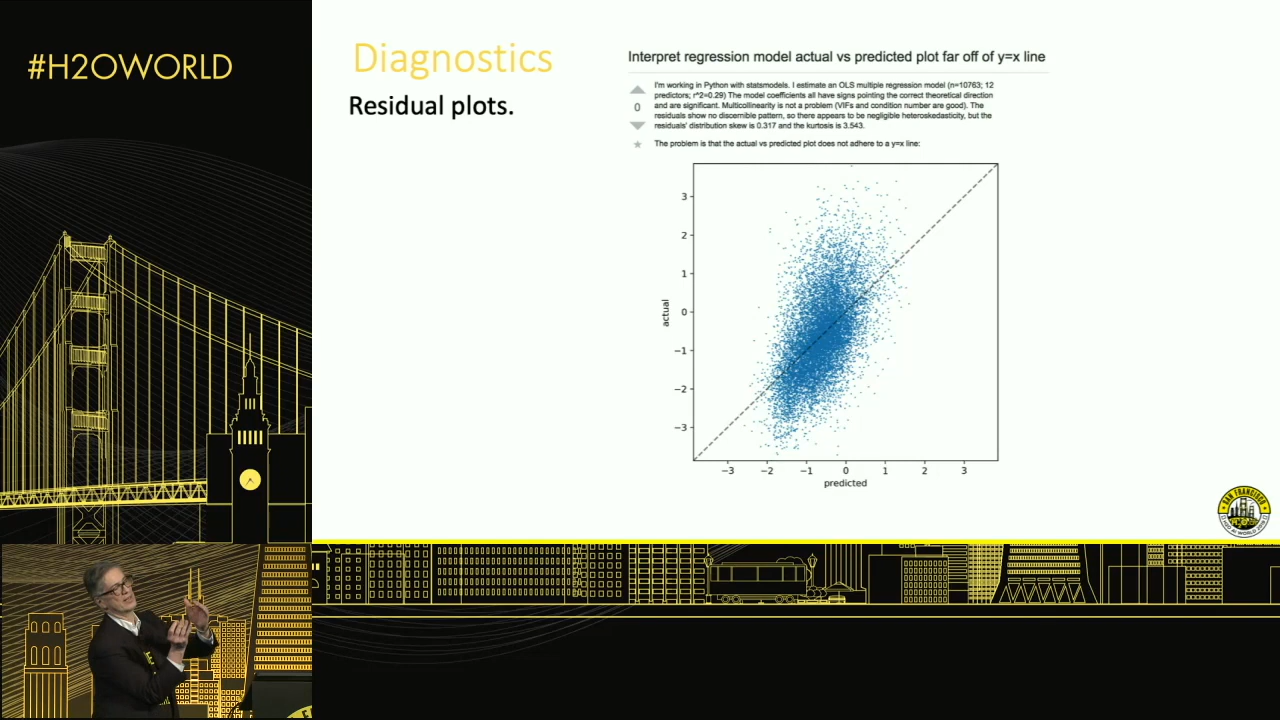 #H2OWORLD
Diagnostics
Residual plots.
Interpret regression model actual vs predicted plot far off of y=x line
0
I'm working in Python with statsmodels. I estimate an OLS multiple regression model (n=10763; 12
predictors; r^2=0.29) The model coefficients all have signs pointing the correct theoretical direction
and are significant. Multicollinearity is not a problem (VIFs and condition number are good). The
residuals show no discernible pattern, so there appears to be negligible heteroskedasticity, but the
residuals' distribution skew is 0.317 and the kurtosis is 3.543.
The problem is that the actual vs predicted plot does not adhere to a y=x line:
3
2
1
0
−1
−2
−3
actual
−3 −2 −1 0 1 2 3
predicted
SAN FRANCISCO